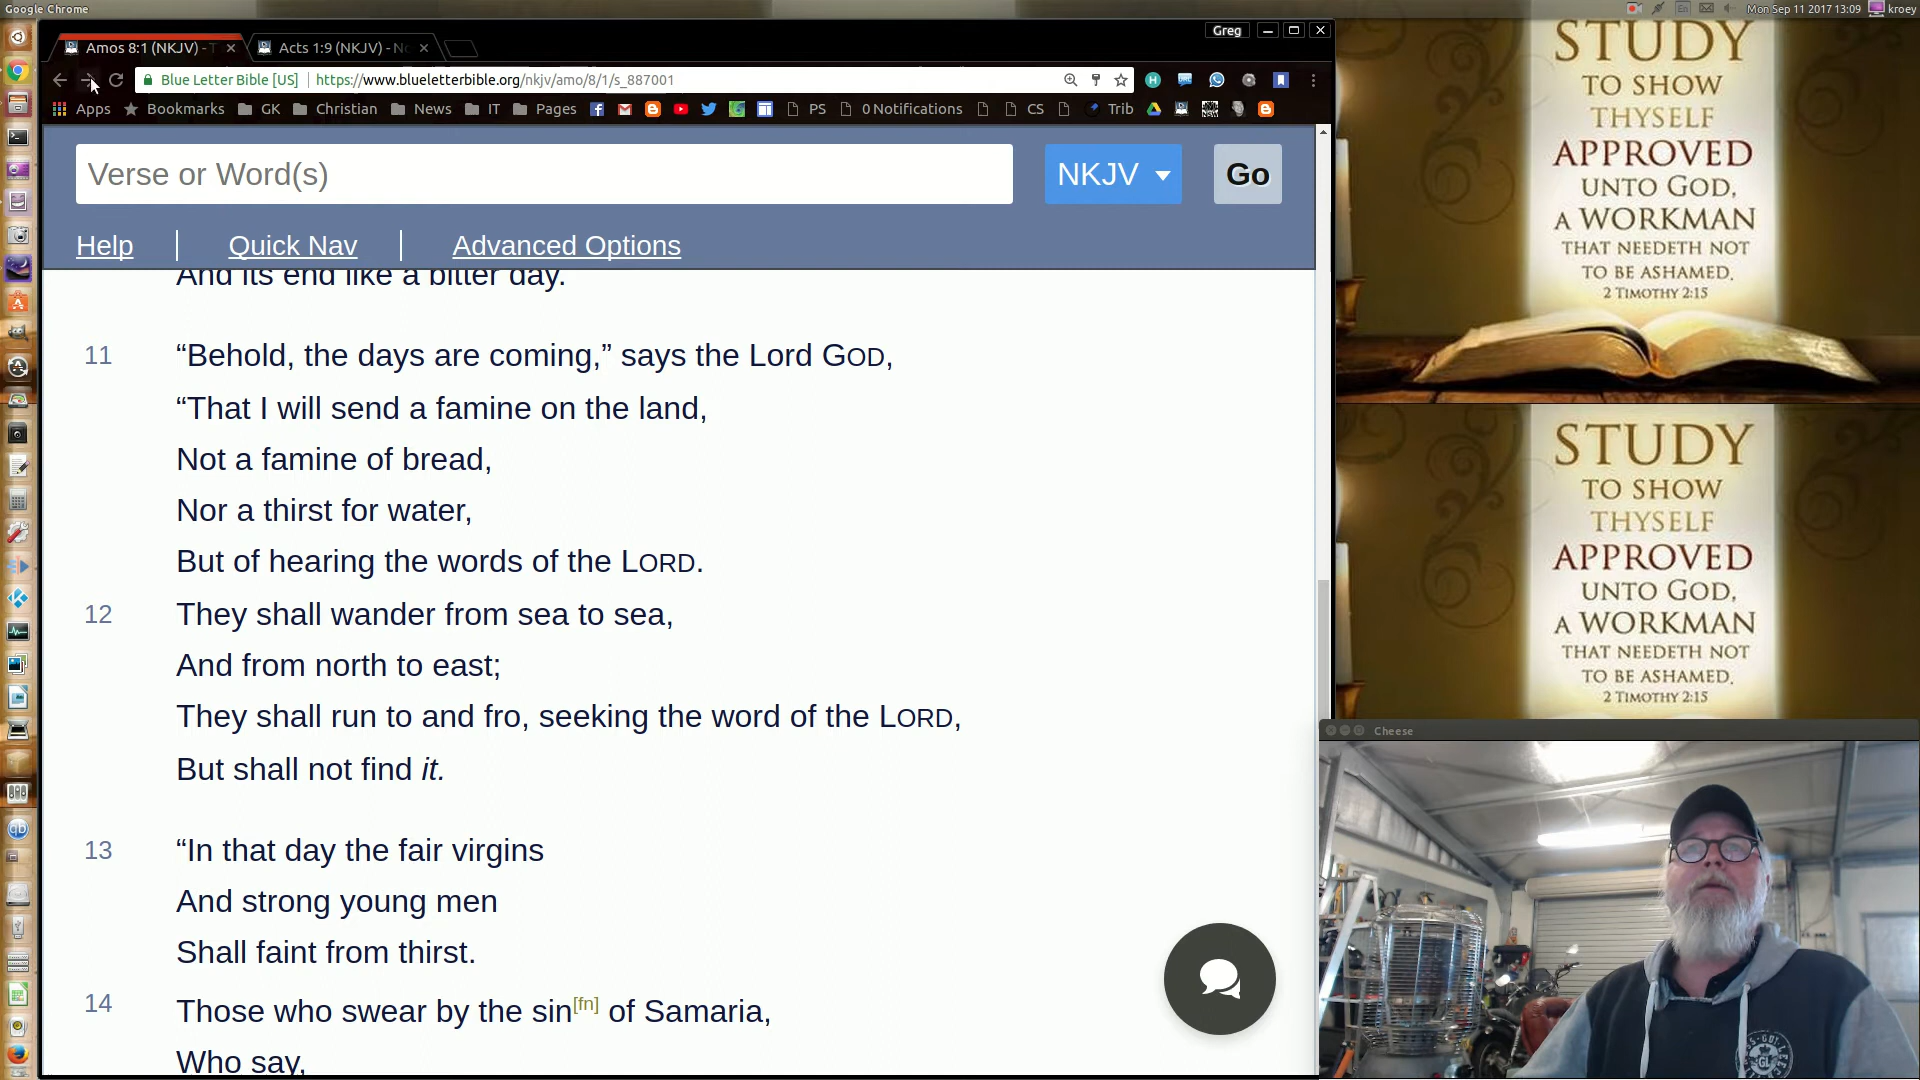 Google Chrome
En
Mon Sep 11 2017 13:09
kroey
Greg
Amos 8:1 (NKJV) - T
Acts 1:9 (NKJV) - No
Blue Letter Bible [US]
https://www.blueletterbible.org/nkjv/amo/8/1/s_887001
Apps
Bookmarks
GK
Christian
News
IT
Pages
PS
0 Notifications
CS
Trib
Verse or Word(s)
NKJV
Go
Help
Quick Nav
Advanced Options
And its end like a bitter day.
11 “Behold, the days are coming,” says the Lord GOD,
“That I will send a famine on the land,
Not a famine of bread,
Nor a thirst for water,
But of hearing the words of the LORD.
12 They shall wander from sea to sea,
And from north to east;
They shall run to and fro, seeking the word of the LORD,
But shall not find it.
13 “In that day the fair virgins
And strong young men
Shall faint from thirst.
14 Those who swear by the sin[fn] of Samaria,
Who say,
STUDY
TO SHOW
THYSELF
APPROVED
UNTO GOD,
A WORKMAN
THAT NEEDETH NOT
TO BE ASHAMED.
2 TIMOTHY 2:15
STUDY
TO SHOW
THYSELF
APPROVED
UNTO GOD,
A WORKMAN
THAT NEEDETH NOT
TO BE ASHAMED.
2 TIMOTHY 2:15
Cheese